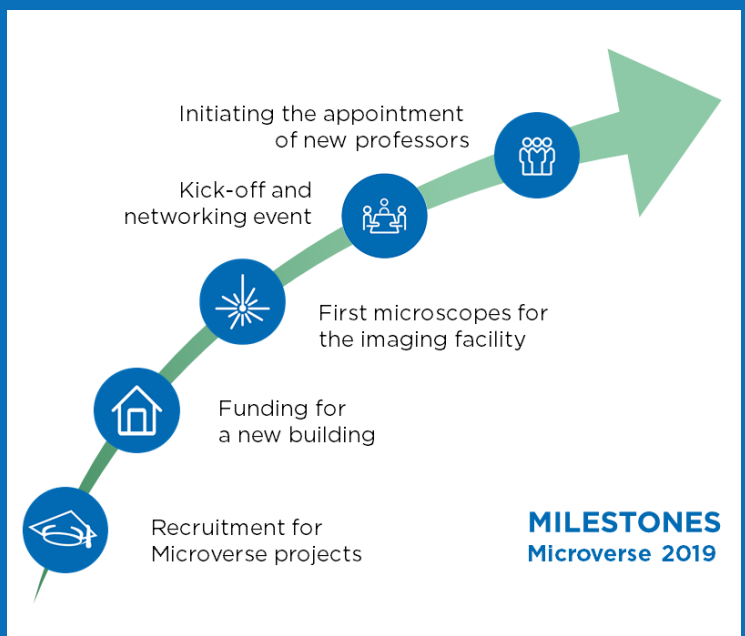 Initiating the appointment
of new professors
Kick-off and
networking event
First microscopes for
the imaging facility
Funding for
a new building
Recruitment for
Microverse projects
MILESTONES
Microverse 2019